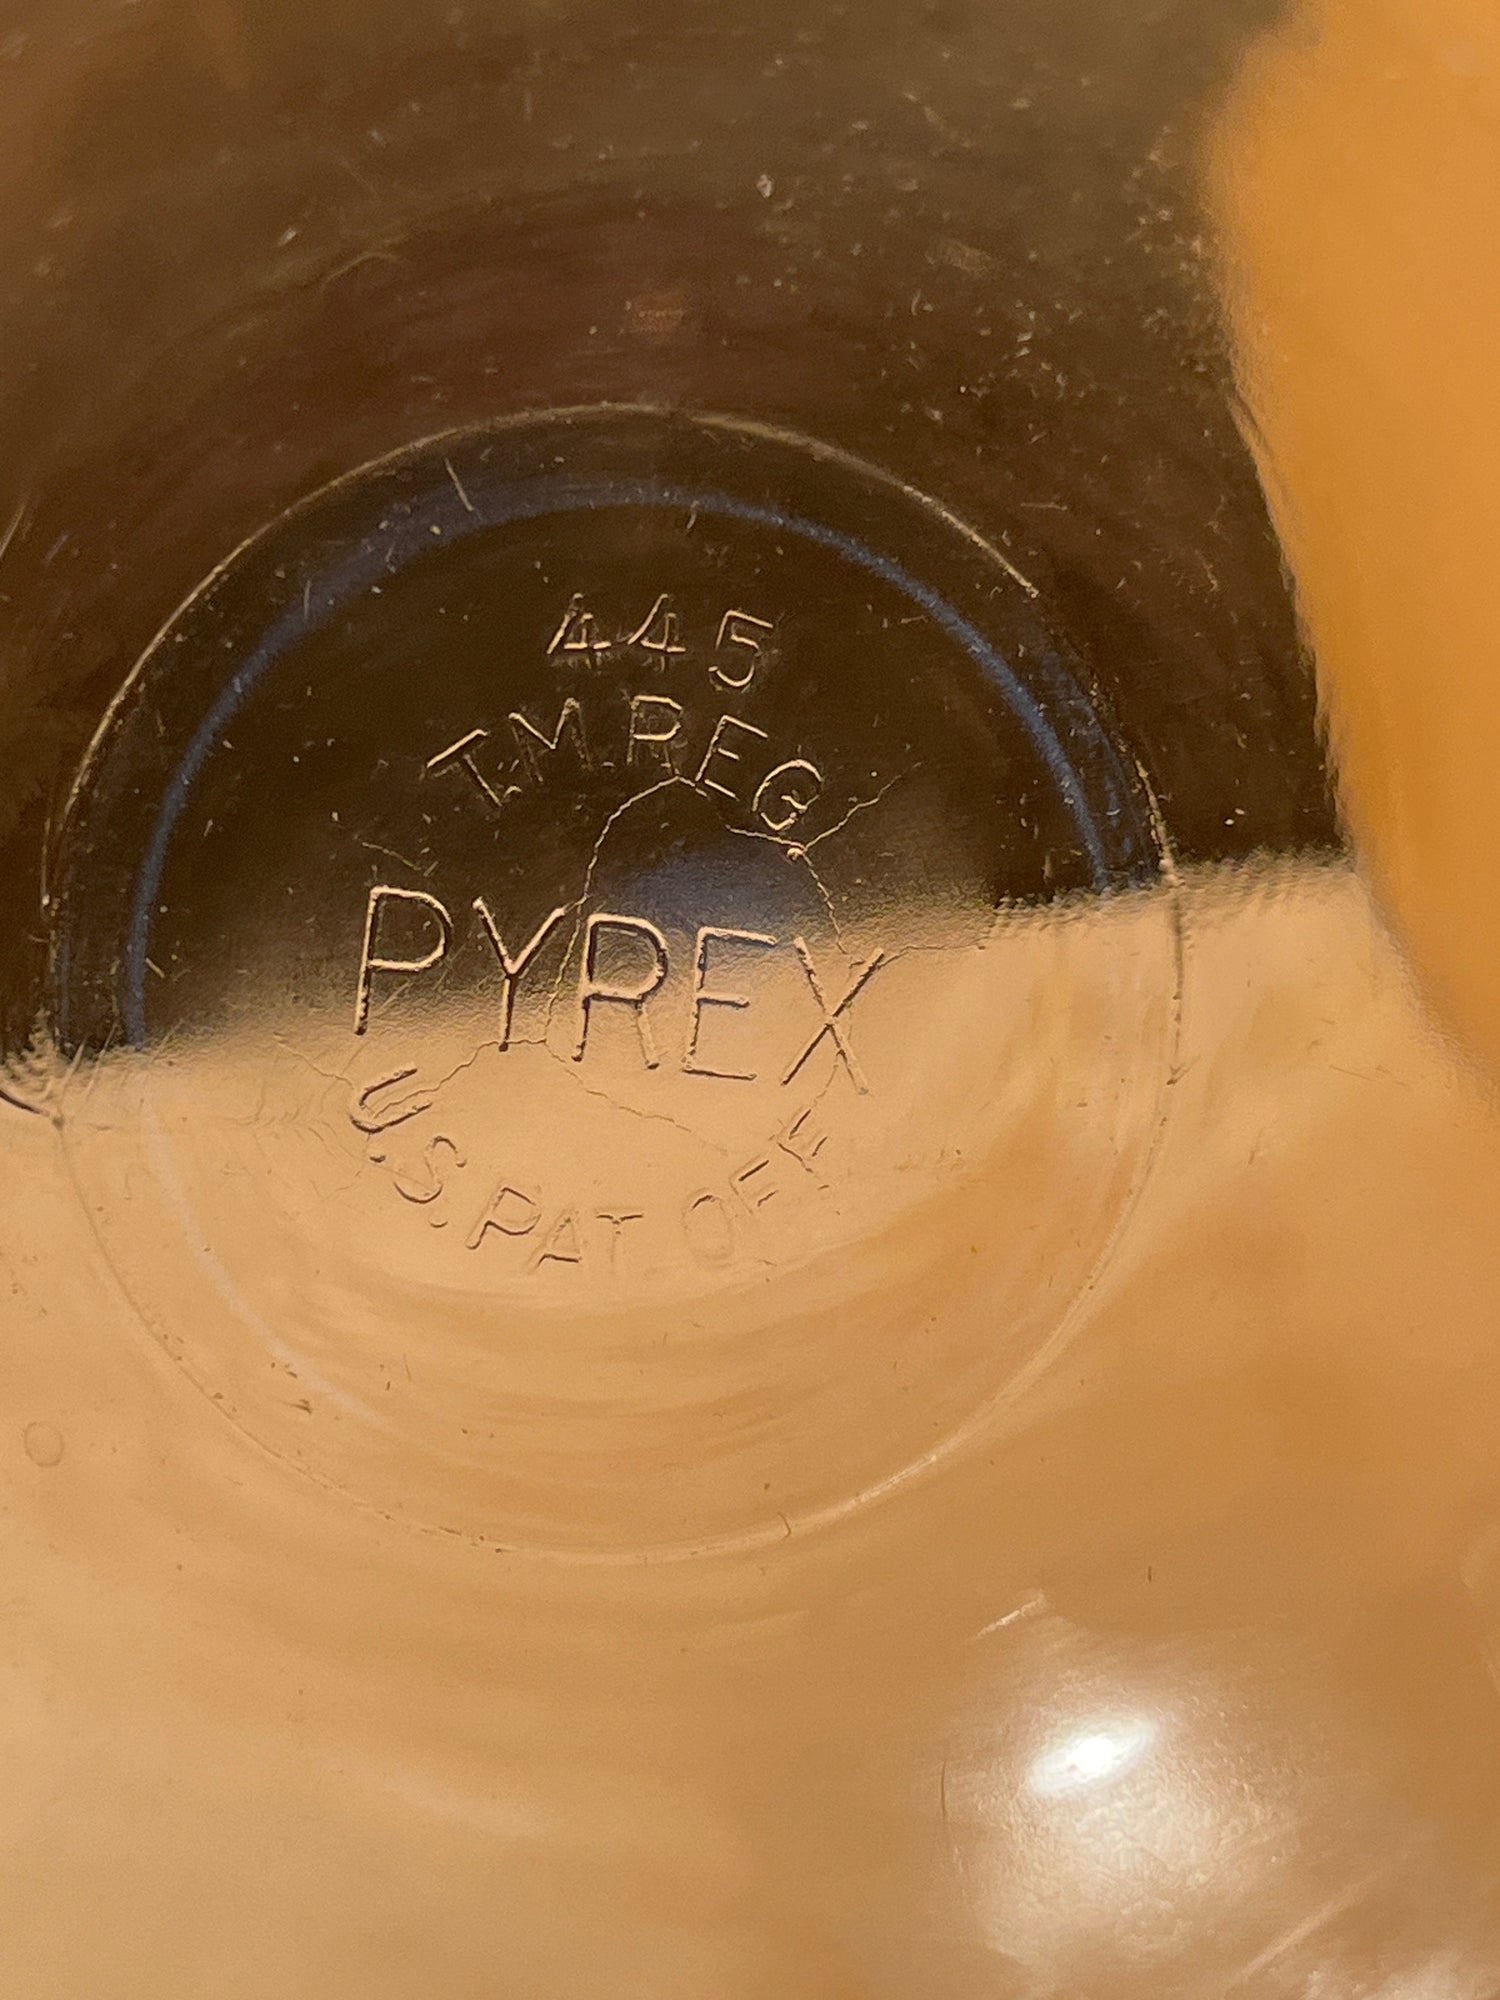 445
T.M REG
PYREX
U.S. PAT OFF